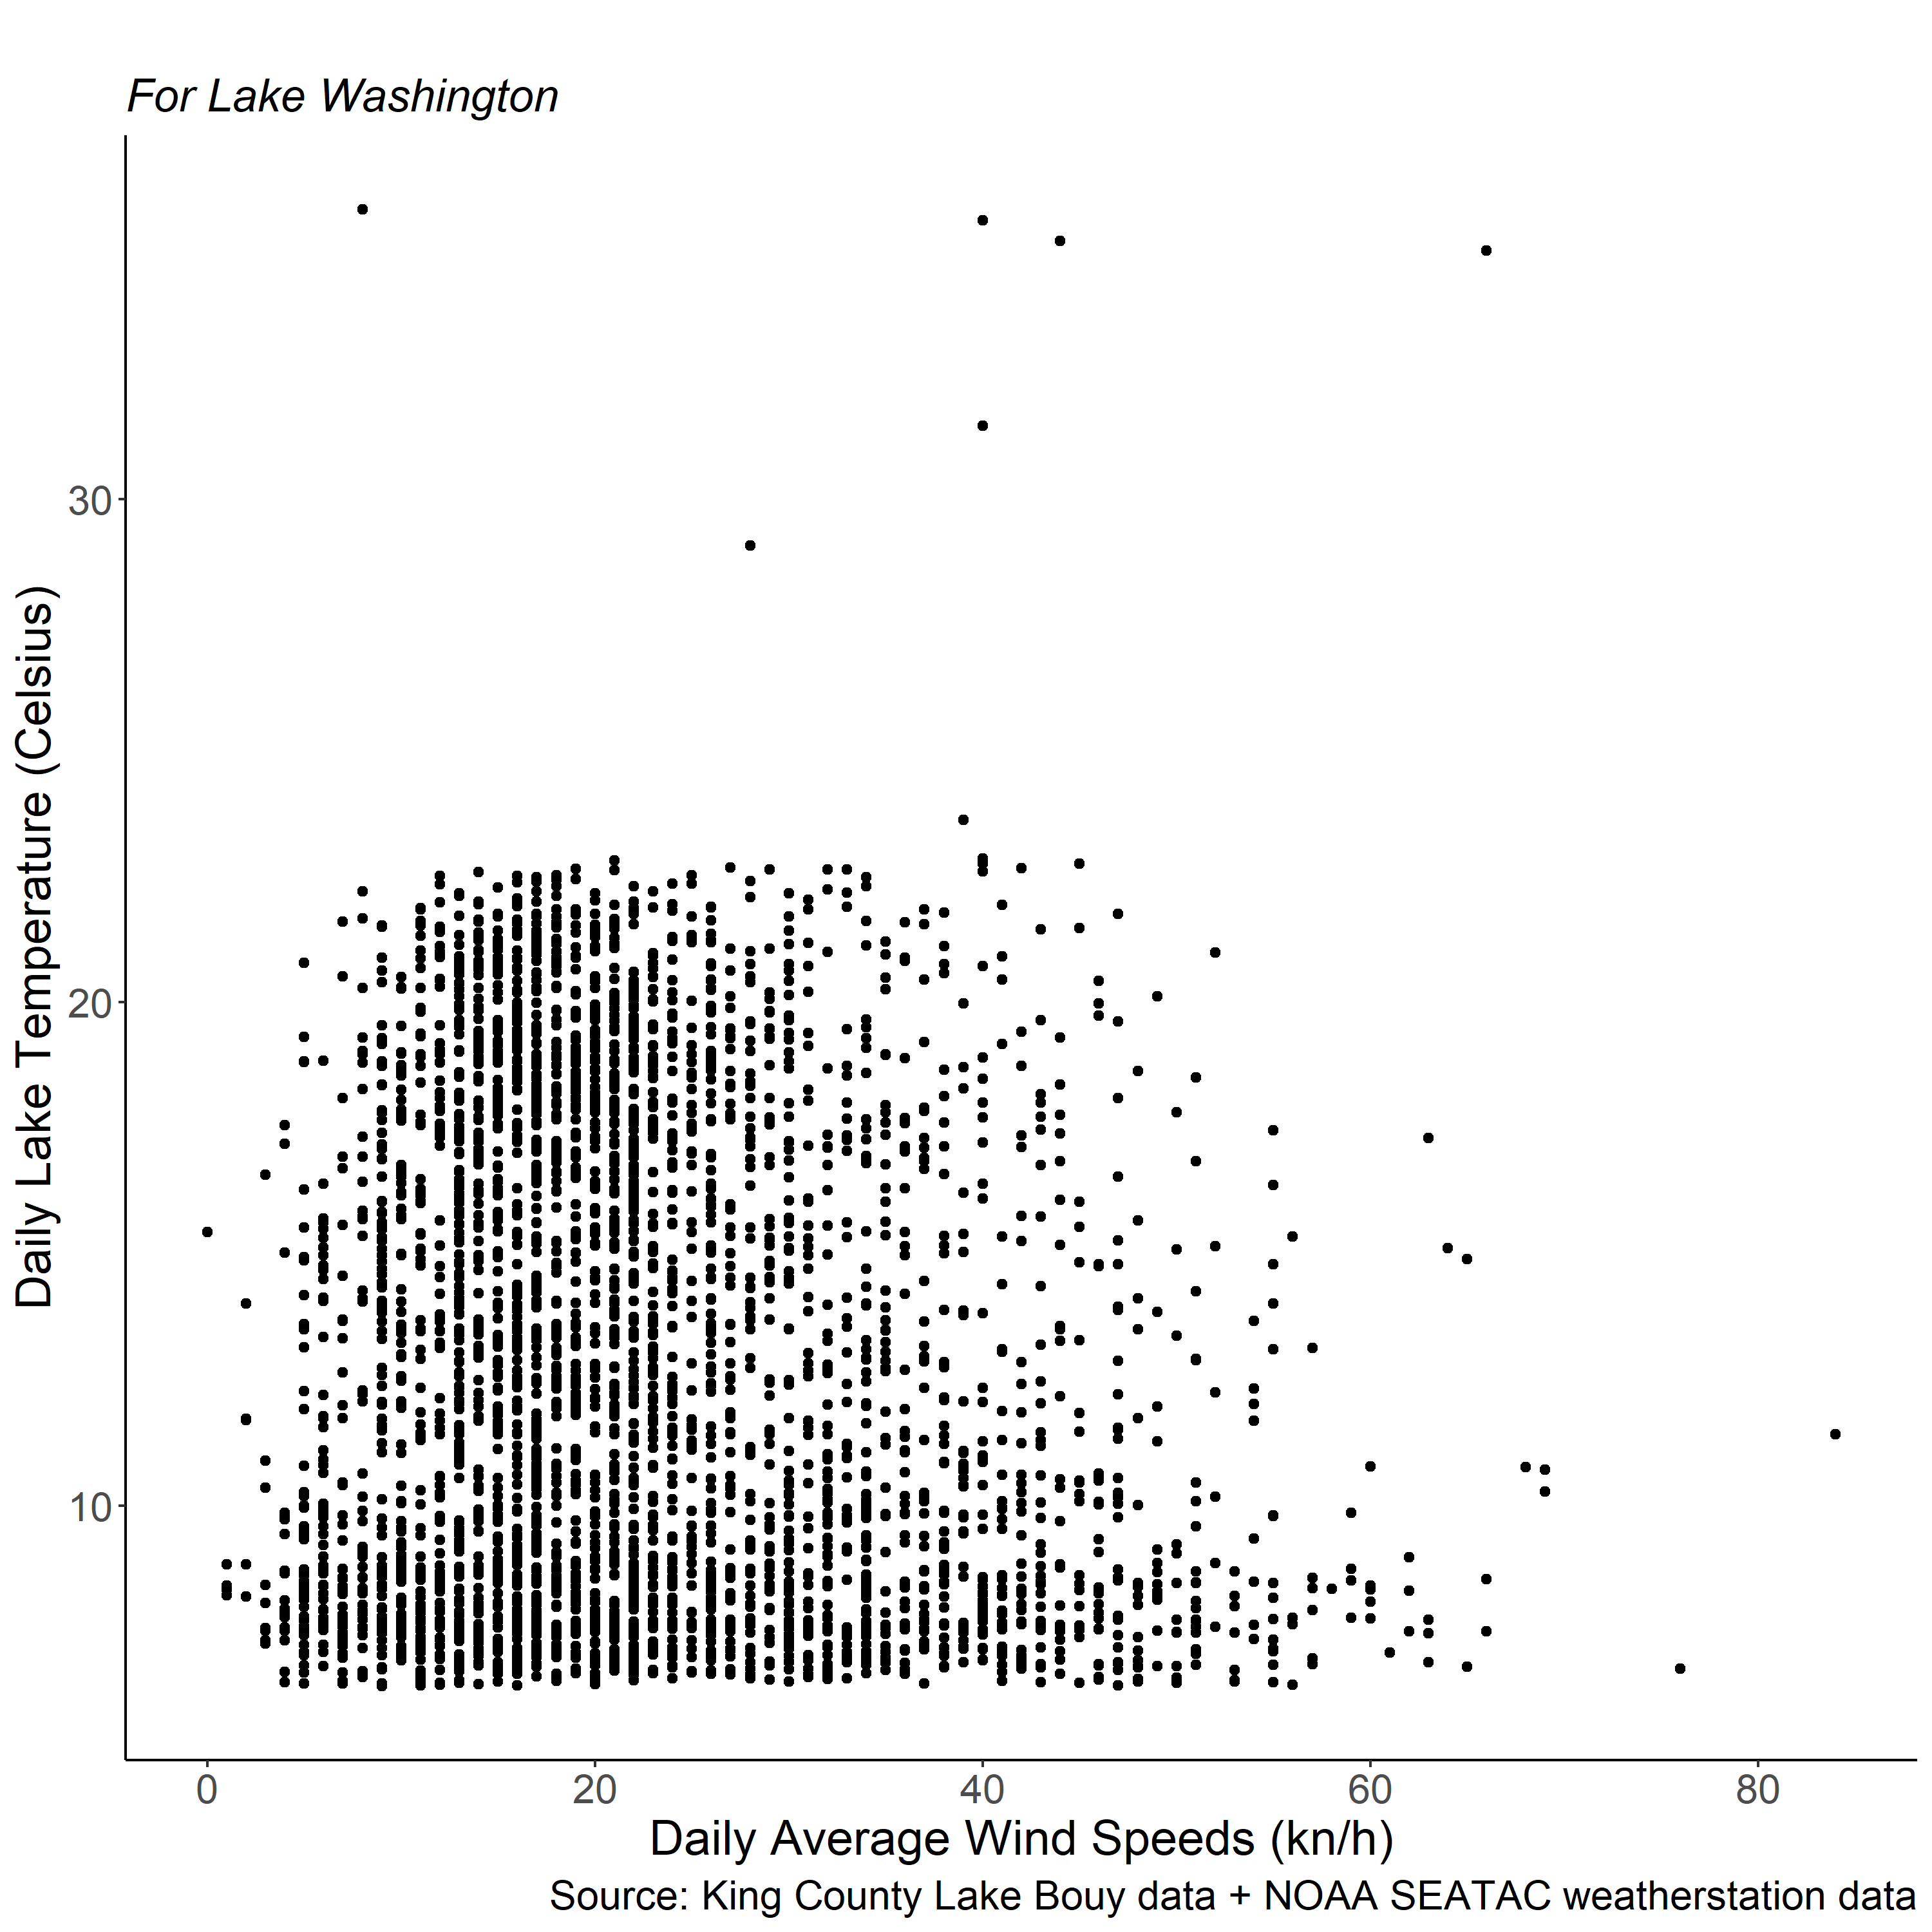 For Lake Washington
Daily Lake Temperature (Celsius)
30
20
10
0 20 40 60 80
Daily Average Wind Speeds (kn/h)
Source: King County Lake Bouy data + NOAA SEATAC weatherstation data